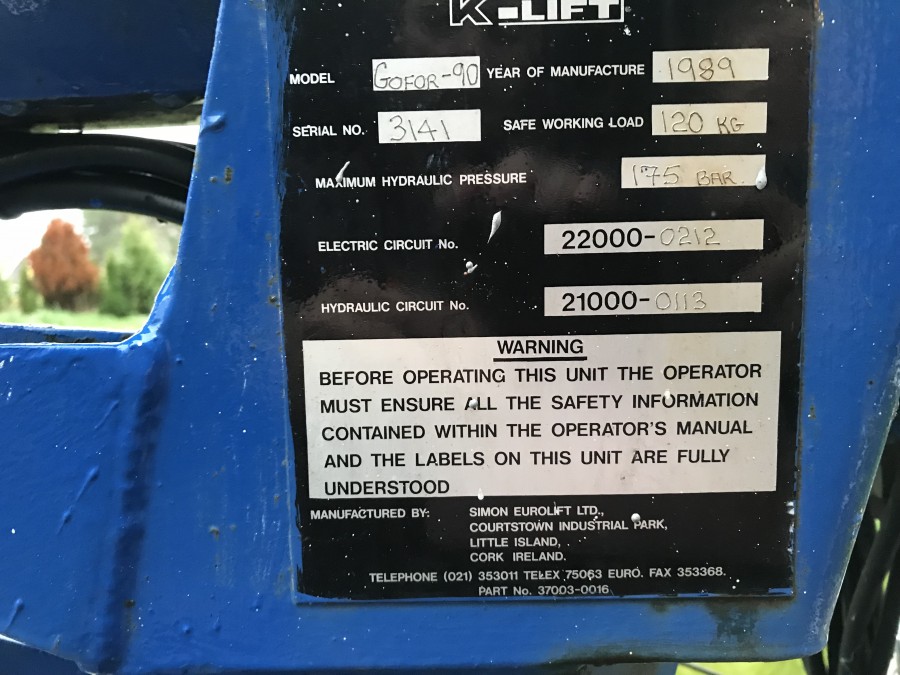 K-LIFT
MODEL GOFOR-90 YEAR OF MANUFACTURE 1989
SERIAL NO. 3141 SAFE WORKING LOAD 120 KG
MAXIMUM HYDRAULIC PRESSURE 175 BAR.
ELECTRIC CIRCUIT No. 22000-0212
HYDRAULIC CIRCUIT No. 21000-0113
WARNING
BEFORE OPERATING THIS UNIT THE OPERATOR
MUST ENSURE ALL THE SAFETY INFORMATION
CONTAINED WITHIN THE OPERATOR'S MANUAL
AND THE LABELS ON THIS UNIT ARE FULLY
UNDERSTOOD
MANUFACTURED BY: SIMON EUROLIFT LTD.,
COURTSTOWN INDUSTRIAL PARK,
LITTLE ISLAND,
CORK IRELAND.
TELEPHONE (021) 353011 TELEX 75063 EURO. FAX 353368.
PART No. 37003-0016